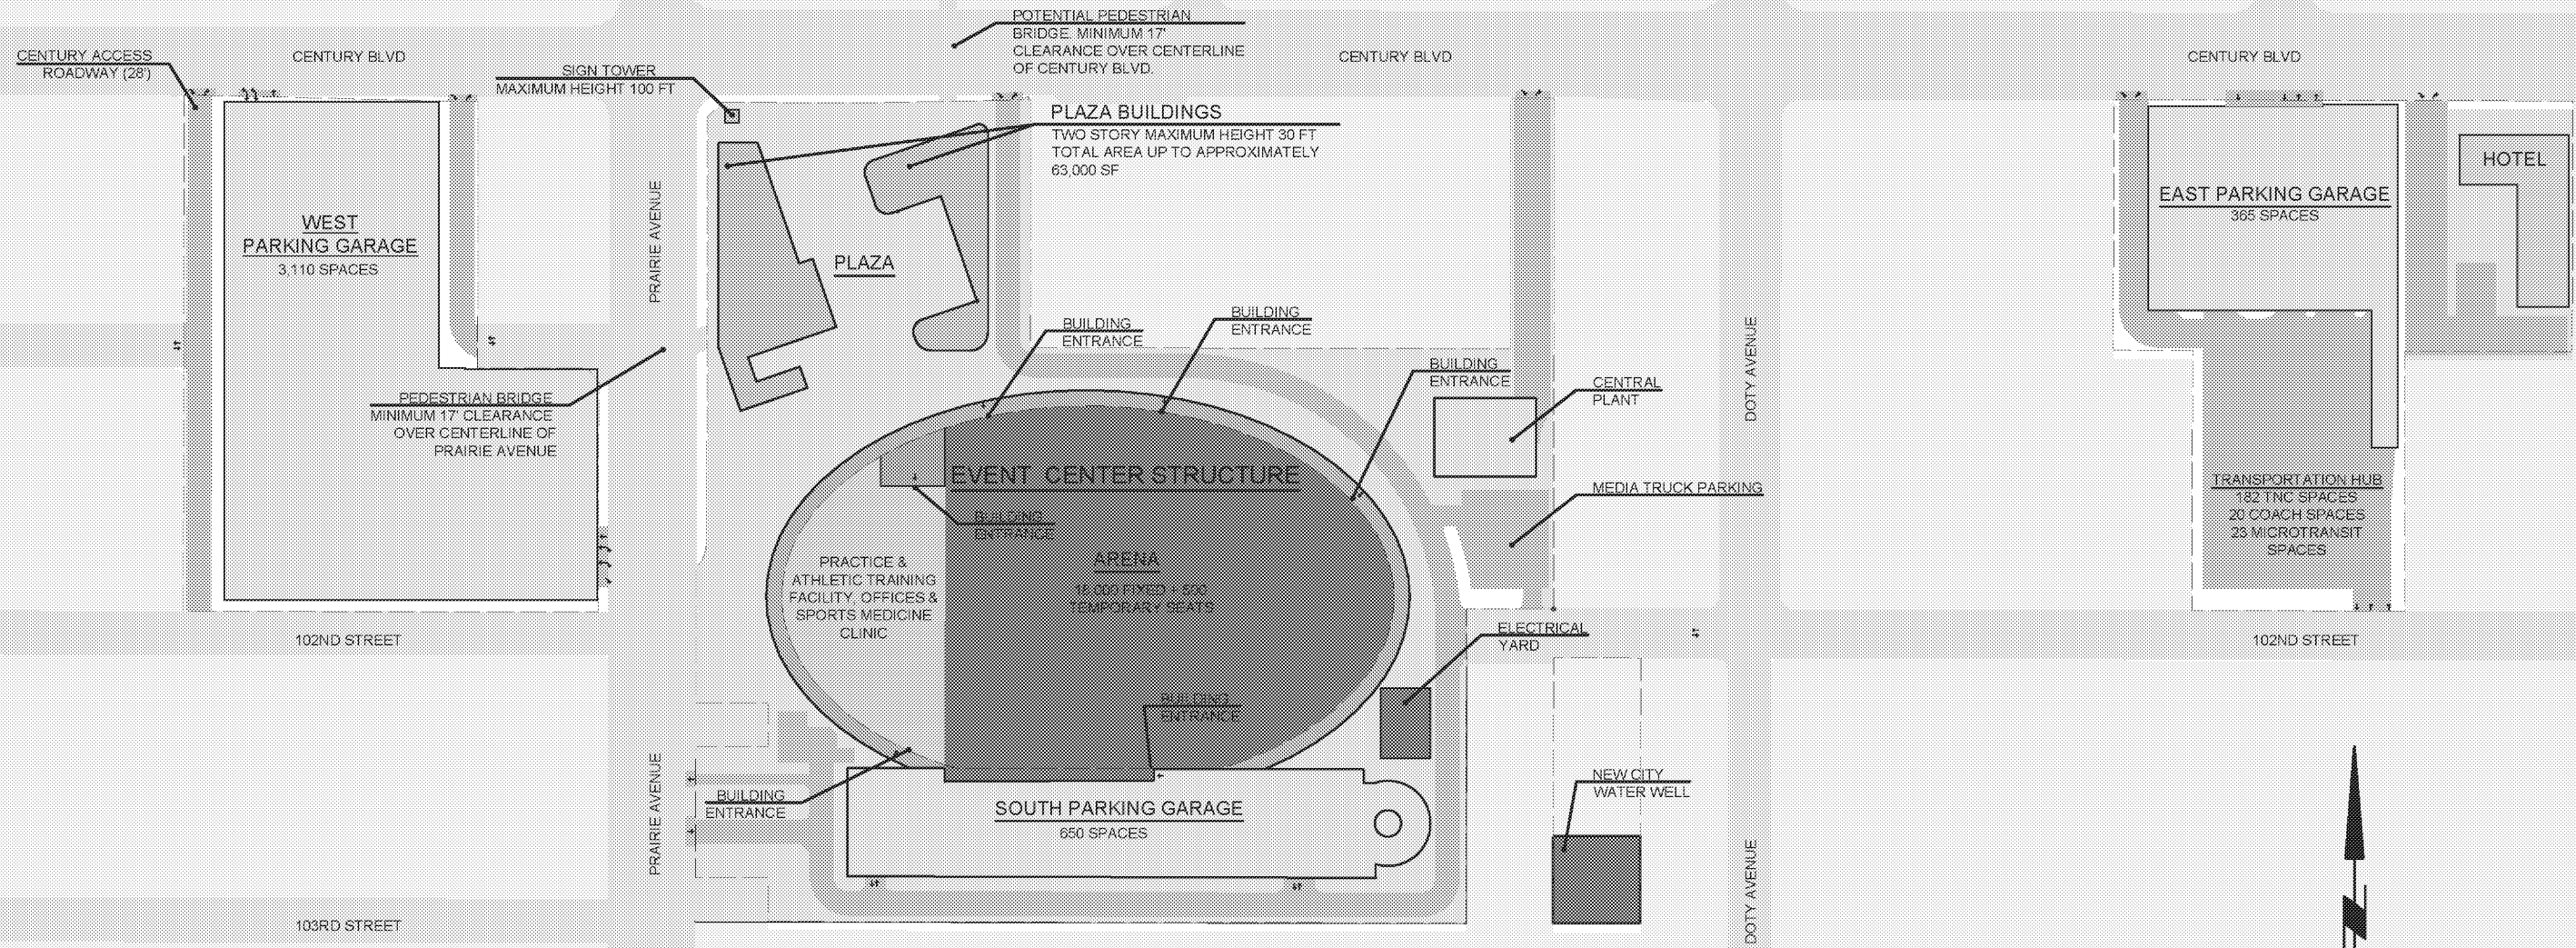 POTENTIAL PEDESTRIAN
BRIDGE. MINIMUM 17'
CLEARANCE OVER CENTERLINE
OF CENTURY BLVD.
CENTURY ACCESS
ROADWAY (28')
CENTURY BLVD
CENTURY BLVD
CENTURY BLVD
SIGN TOWER
MAXIMUM HEIGHT 100 FT
PLAZA BUILDINGS
TWO STORY MAXIMUM HEIGHT 30 FT
TOTAL AREA UP TO APPROXIMATELY
63,000 SF
HOTEL
EAST PARKING GARAGE
365 SPACES
WEST
PARKING GARAGE
3,110 SPACES
PRAIRIE AVENUE
PLAZA
BUILDING
ENTRANCE
BUILDING
ENTRANCE
BUILDING
ENTRANCE
DOTY AVENUE
CENTRAL
PLANT
PEDESTRIAN BRIDGE
MINIMUM 17' CLEARANCE
OVER CENTERLINE OF
PRAIRIE AVENUE
EVENT CENTER STRUCTURE
MEDIA TRUCK PARKING
TRANSPORTATION HUB
182 TNC SPACES
20 COACH SPACES
23 MICROTRANSIT
SPACES
BUILDING
ENTRANCE
PRACTICE &
ATHLETIC TRAINING
FACILITY, OFFICES &
SPORTS MEDICINE
CLINIC
ARENA
18,000 FIXED + 500
TEMPORARY SEATS
102ND STREET
ELECTRICAL
YARD
102ND STREET
BUILDING
ENTRANCE
PRAIRIE AVENUE
BUILDING
ENTRANCE
SOUTH PARKING GARAGE
650 SPACES
NEW CITY
WATER WELL
DOTY AVENUE
103RD STREET